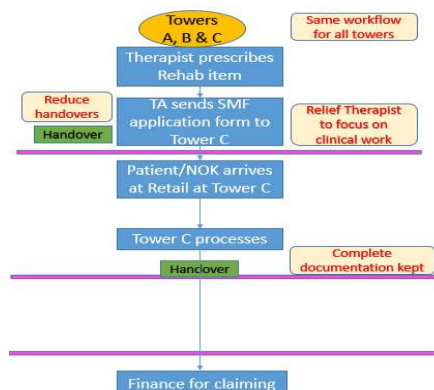 Towers
A, B & C
Same workflow
for all towers
Therapist prescribes
Rehab item
Reduce
handovers
Handover
TA sends SMF
application form to
Tower C
Relief Therapist
to focus on
clinical work
Patient/NOK arrives
at Retail at Tower C
Tower C processes
Handover
Complete
documentation kept
Finance for claiming